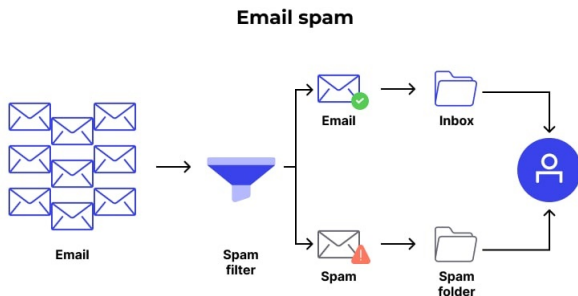 Email spam
Email
Inbox
Email
Spam
filter
Spam
Spam
folder